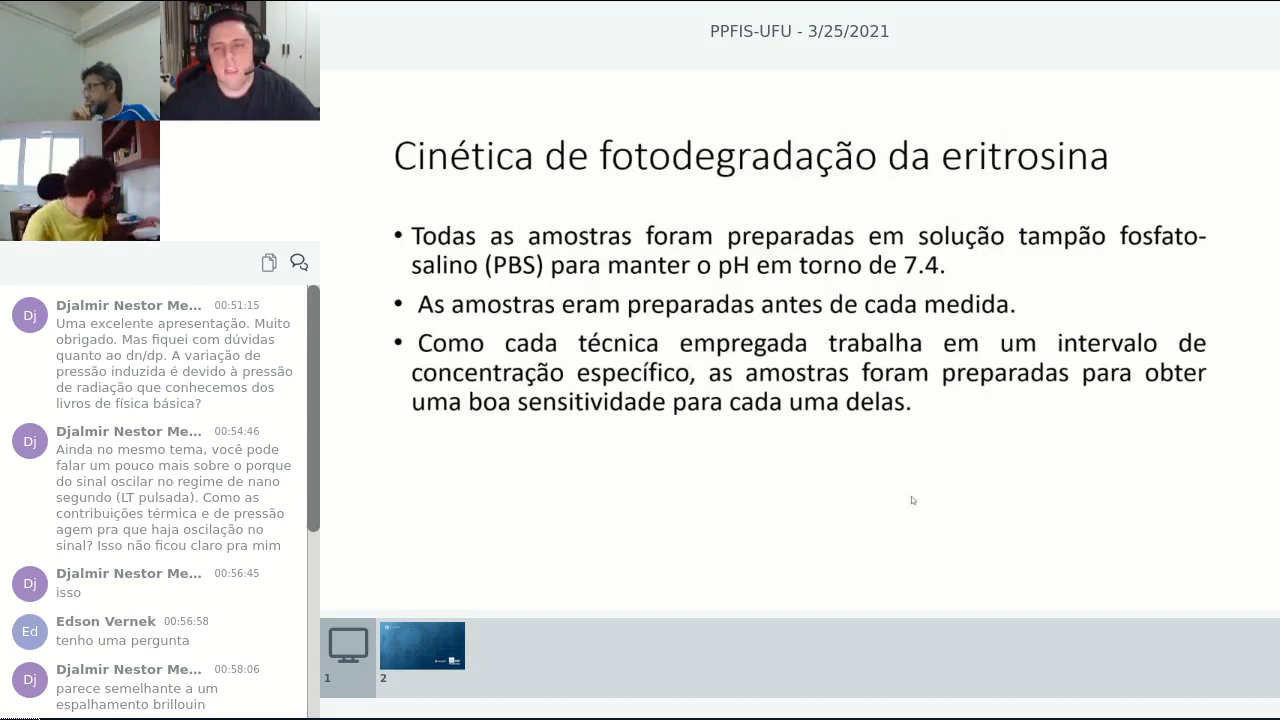 PPFIS-UFU - 3/25/2021
Cinética de fotodegradação da eritrosina
• Todas as amostras foram preparadas em solução tampão fosfato-
salino (PBS) para manter o pH em torno de 7.4.
• As amostras eram preparadas antes de cada medida.
• Como cada técnica empregada trabalha em um intervalo de
concentração específico, as amostras foram preparadas para obter
uma boa sensitividade para cada uma delas.
Dj
Djalmir Nestor Me... 00:51:15
Uma excelente apresentação. Muito
obrigado. Mas fiquei com dúvidas
quanto ao dn/dp. A variação de
pressão induzida é devido à pressão
de radiação que conhecemos dos
livros de física básica?
Dj
Djalmir Nestor Me... 00:54:46
Ainda no mesmo tema, você pode
falar um pouco mais sobre o porque
do sinal oscilar no regime de nano
segundo (LT pulsada). Como as
contribuições térmica e de pressão
agem pra que haja oscilação no
sinal? Isso não ficou claro pra mim
Dj
Djalmir Nestor Me... 00:56:45
isso
Ed
Edson Vernek 00:56:58
tenho uma pergunta
Dj
Djalmir Nestor Me... 00:58:06
parece semelhante a um
espalhamento brillouin
1
2